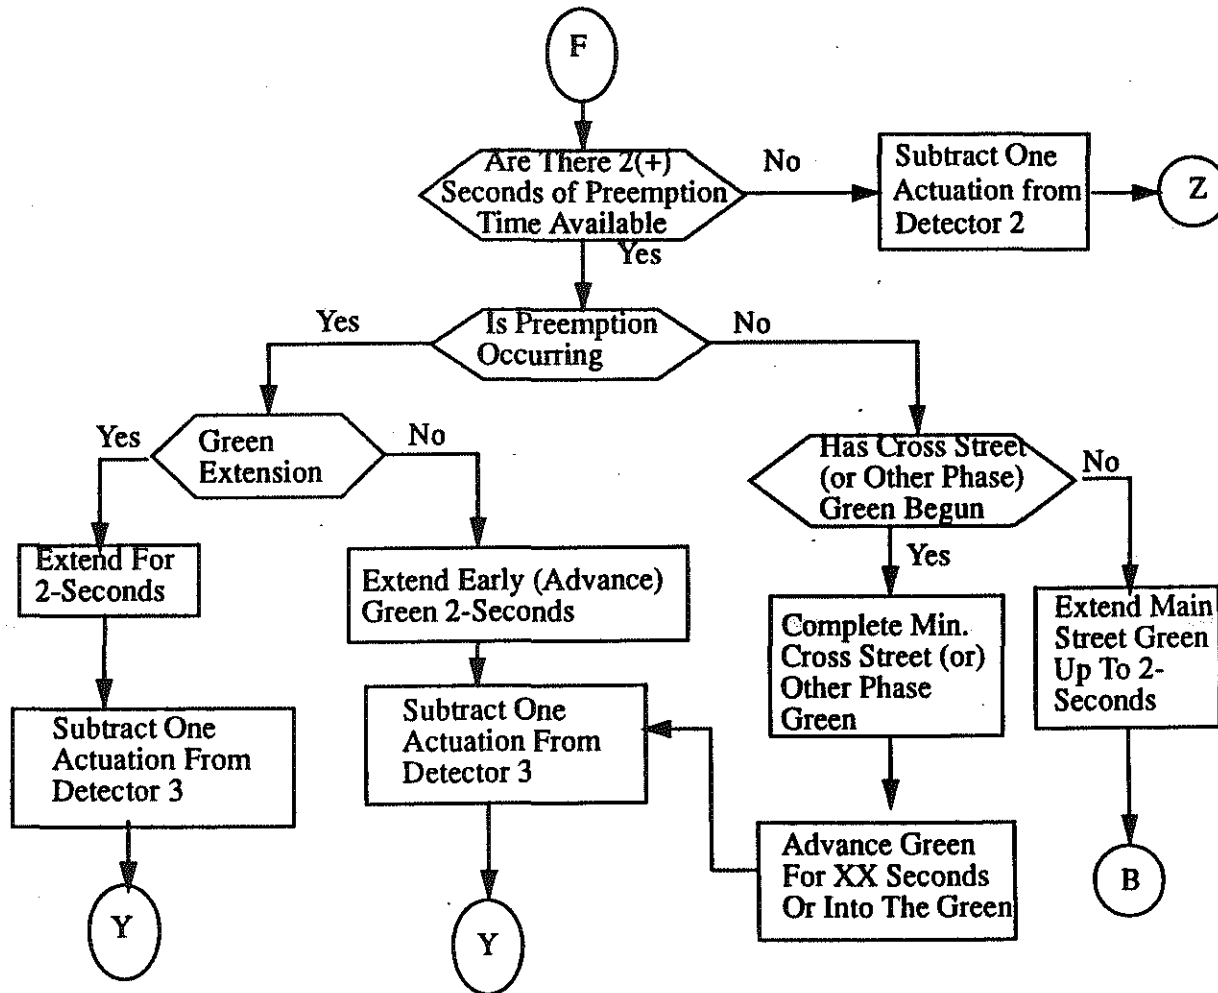 F
Are There 2(+)
Seconds of Preemption
Time Available
No
Subtract One
Actuation from
Detector 2
Z
Yes
Is Preemption
Occurring
Yes
No
Green
Extension
Yes
No
Has Cross Street
(or Other Phase)
Green Begun
No
Yes
Extend For
2-Seconds
Extend Early (Advance)
Green 2-Seconds
Complete Min.
Cross Street (or)
Other Phase
Green
Extend Main
Street Green
Up To 2-
Seconds
Subtract One
Actuation From
Detector 3
Subtract One
Actuation From
Detector 3
Advance Green
For XX Seconds
Or Into The Green
B
Y
Y